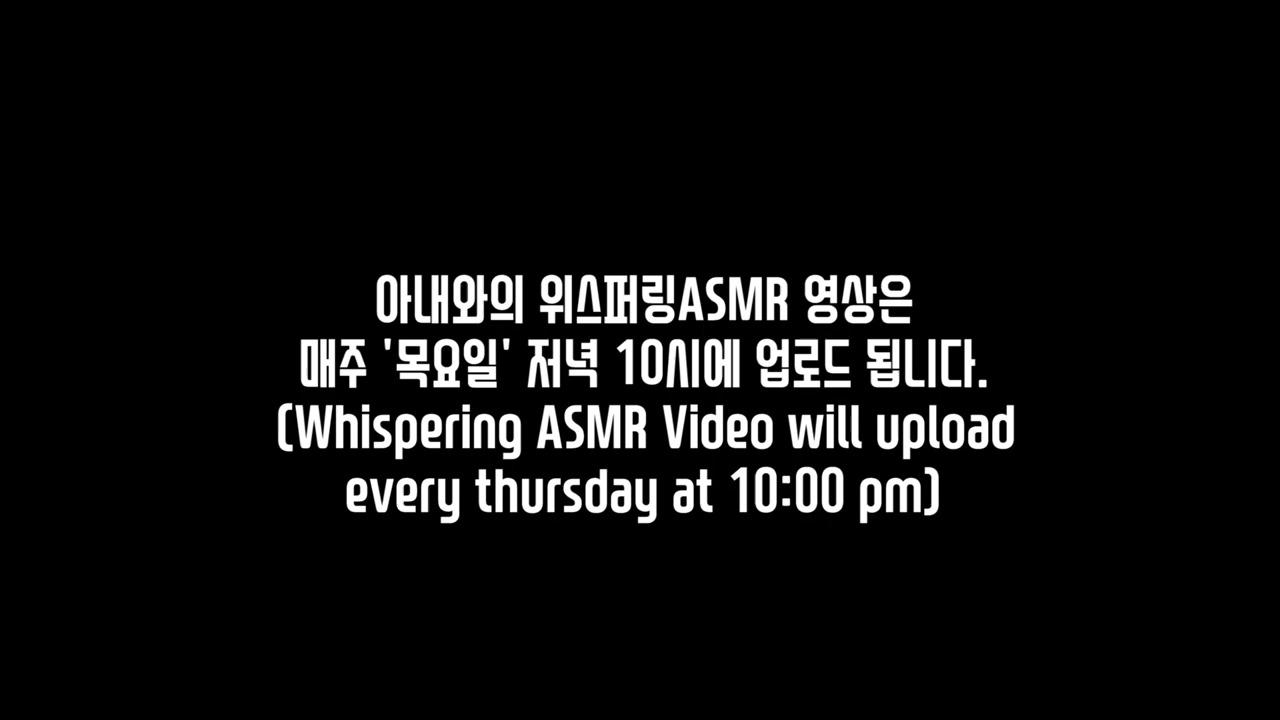 아내와의 위스퍼링ASMR 영상은
매주 '목요일' 저녁 10시에 업로드 됩니다.
(Whispering ASMR Video will upload
every thursday at 10:00 pm)